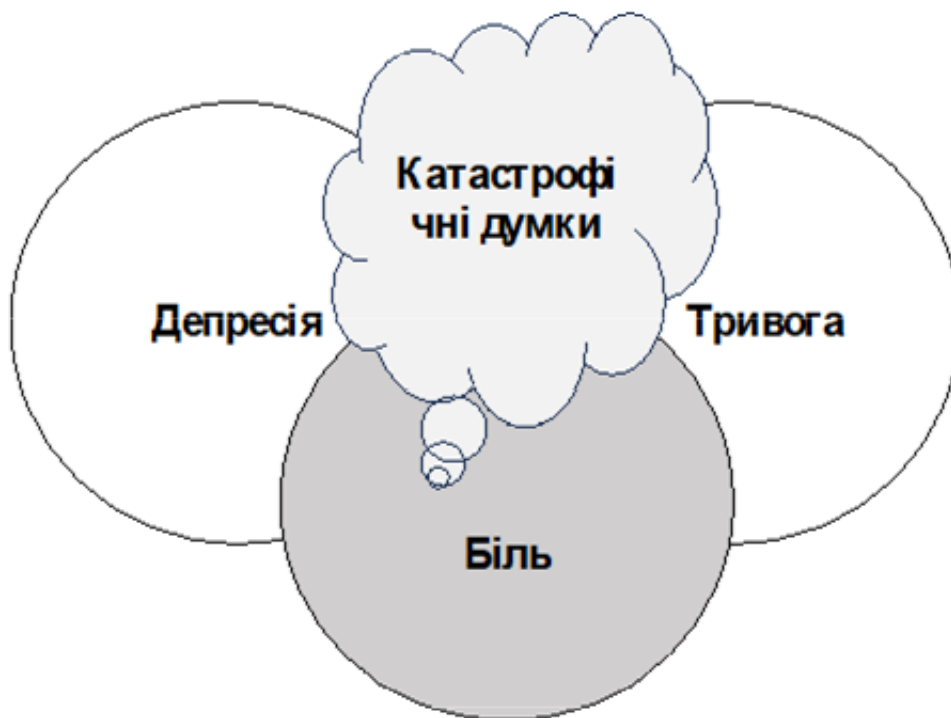 Катастрофі
чні думки
Депресія
Тривога
Біль